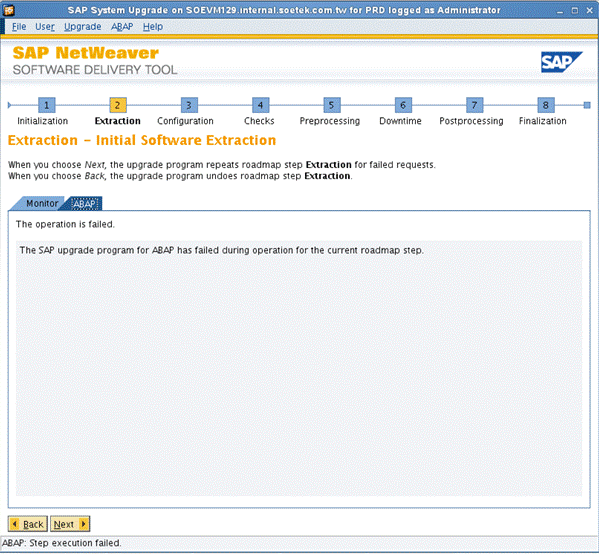 SAP System Upgrade on SOEVM129.internal.soetek.com.tw for PRD logged as Administrator
File User Upgrade ABAP Help
SAP NetWeaver
SOFTWARE DELIVERY TOOL
SAP
1 2 3 4 5 6 7 8
Initialization Extraction Configuration Checks Preprocessing Downtime Postprocessing Finalization
Extraction - Initial Software Extraction
When you choose Next, the upgrade program repeats roadmap step Extraction for failed requests.
When you choose Back, the upgrade program undoes roadmap step Extraction.
Monitor ABAP
The operation is failed.
The SAP upgrade program for ABAP has failed during operation for the current roadmap step.
Back Next
ABAP: Step execution failed.